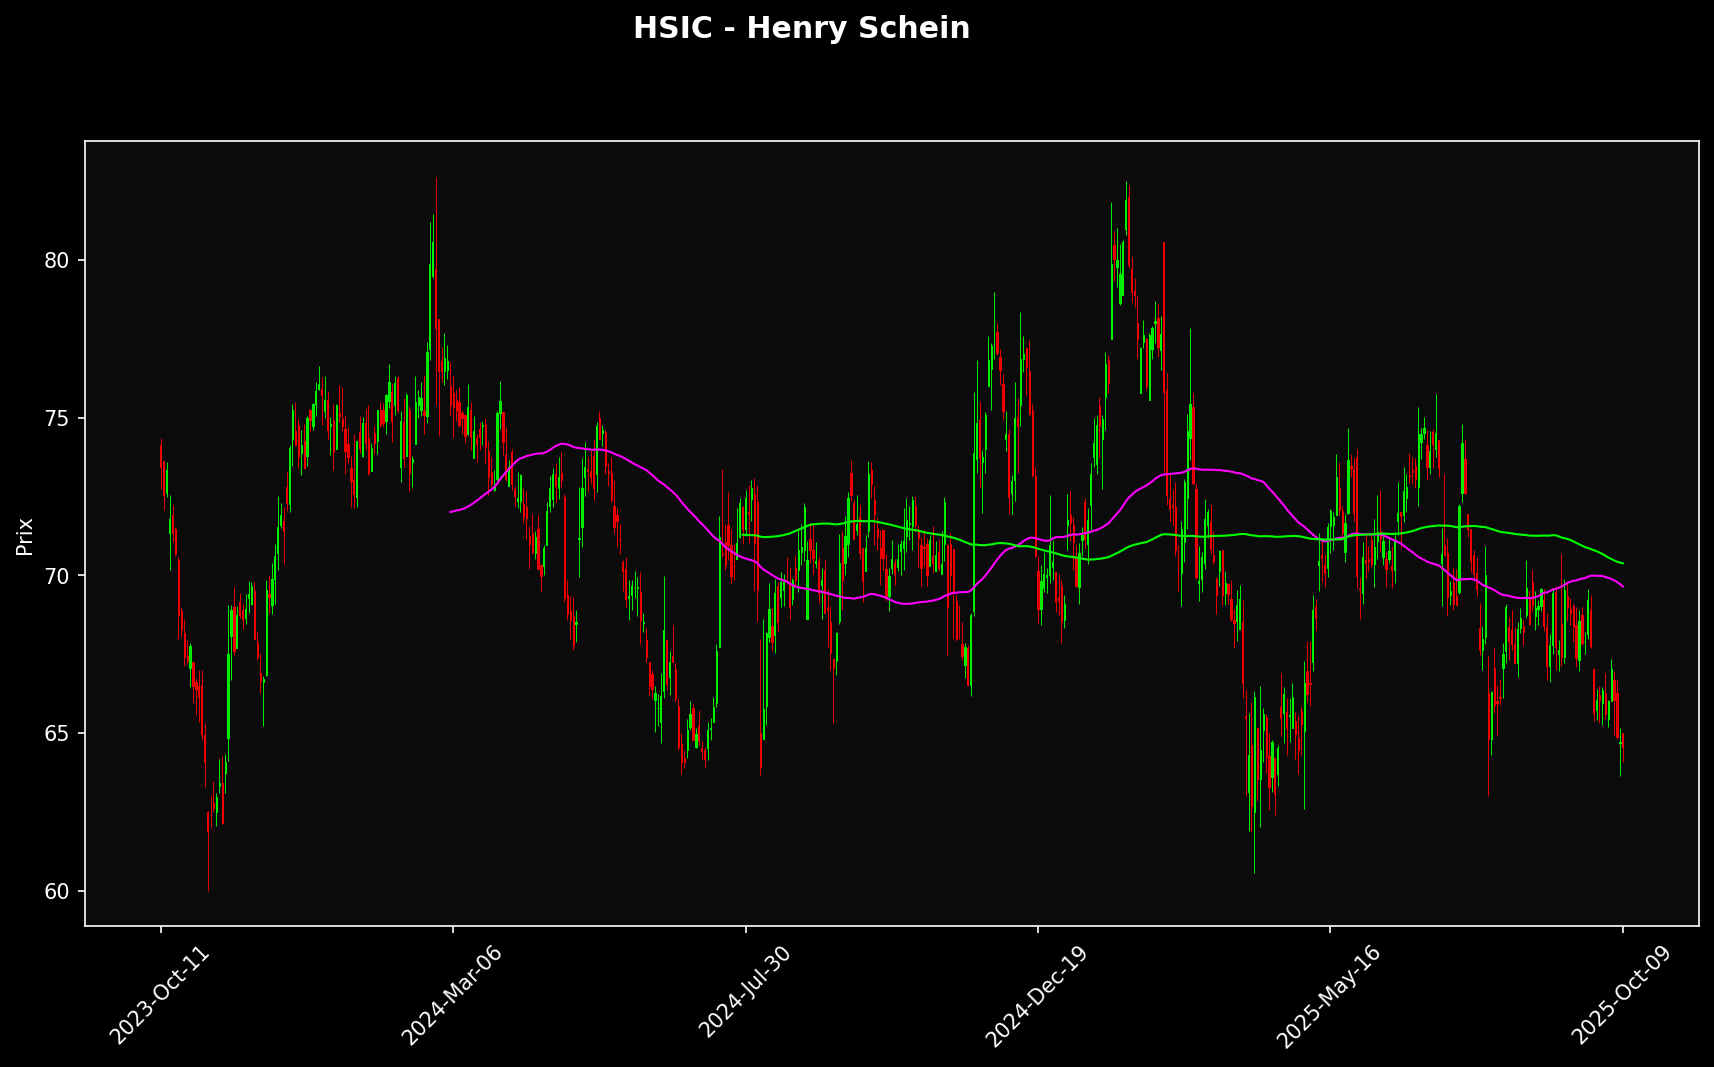 HSIC - Henry Schein
Prix
80
75
70
65
60
2023-Oct-11
2024-Mar-06
2024-Jul-30
2024-Dec-19
2025-May-16
2025-Oct-09